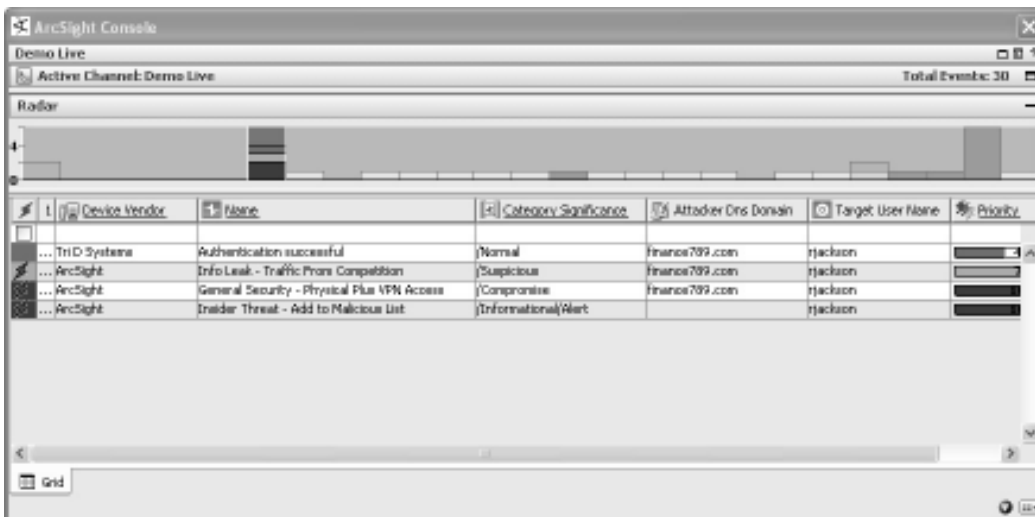 ArcSight Console
Demo Live
Active Channel: Demo Live Total Events: 30
Radar
4
0
Device Vendor Name Category Significance Attacker Dns Domain Target User Name Priority
... TriD Systems Authentication successful /Normal finance789.com rjackson 4
... ArcSight Info Leak - Traffic From Competition /Suspicious finance789.com rjackson 7
... ArcSight General Security - Physical Plus VPN Access /Compromise finance789.com rjackson
... ArcSight Insider Threat - Add to Malicious List /Informational/Alert rjackson
Grid